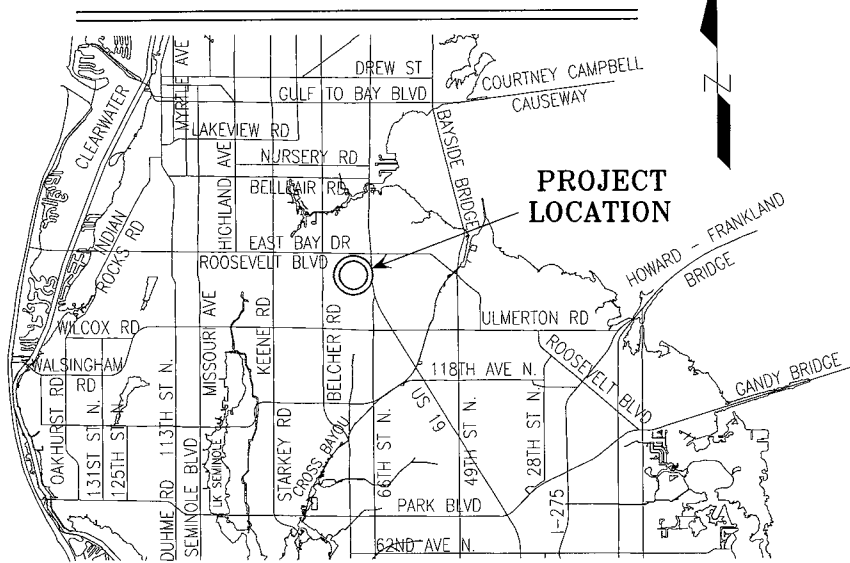 DREW ST
GULF TO BAY BLVD
COURTNEY CAMPBELL
CAUSEWAY
MYRTLE AVE
CLEARWATER
LAKEVIEW RD
HIGHLAND AVE
NURSERY RD
BELLEAIR RD
BAYSIDE BRIDGE
N
PROJECT
LOCATION
INDIAN
ROCKS RD
EAST BAY DR
ROOSEVELT BLVD
HOWARD - FRANKLAND
BRIDGE
WILCOX RD
MISSOURI AVE
KEENE RD
BELCHER RD
ULMERTON RD
WALSINGHAM
RD
118TH AVE N.
ROOSEVELT BLVD
GANDY BRIDGE
OAKHURST RD
131ST ST N.
125TH ST N.
113TH ST N.
DUHME RD
SEMINOLE BLVD
LK SEMINOLE
STARKEY RD
CROSS BAYOU
66TH ST N.
US 19
49TH ST N.
28TH ST N.
I-275
PARK BLVD
62ND AVE N.